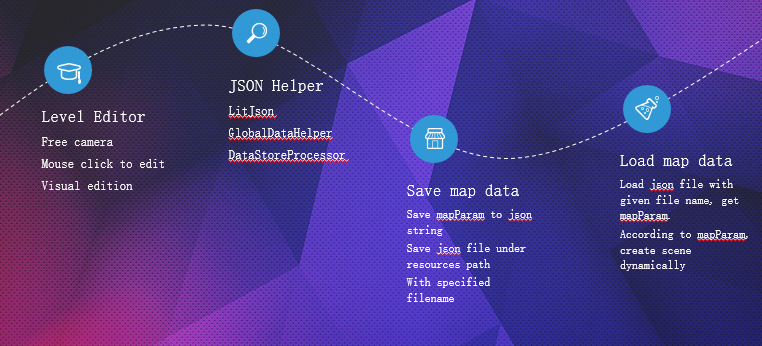 Level Editor
Free camera
Mouse click to edit
Visual edition
JSON Helper
LitJson
GlobalDataHelper
DataStoreProcessor
Save map data
Save mapParam to json
string
Save json file under
resources path
With specified
filename
Load map data
Load json file with
given file name, get
mapParam.
According to mapParam,
create scene
dynamically